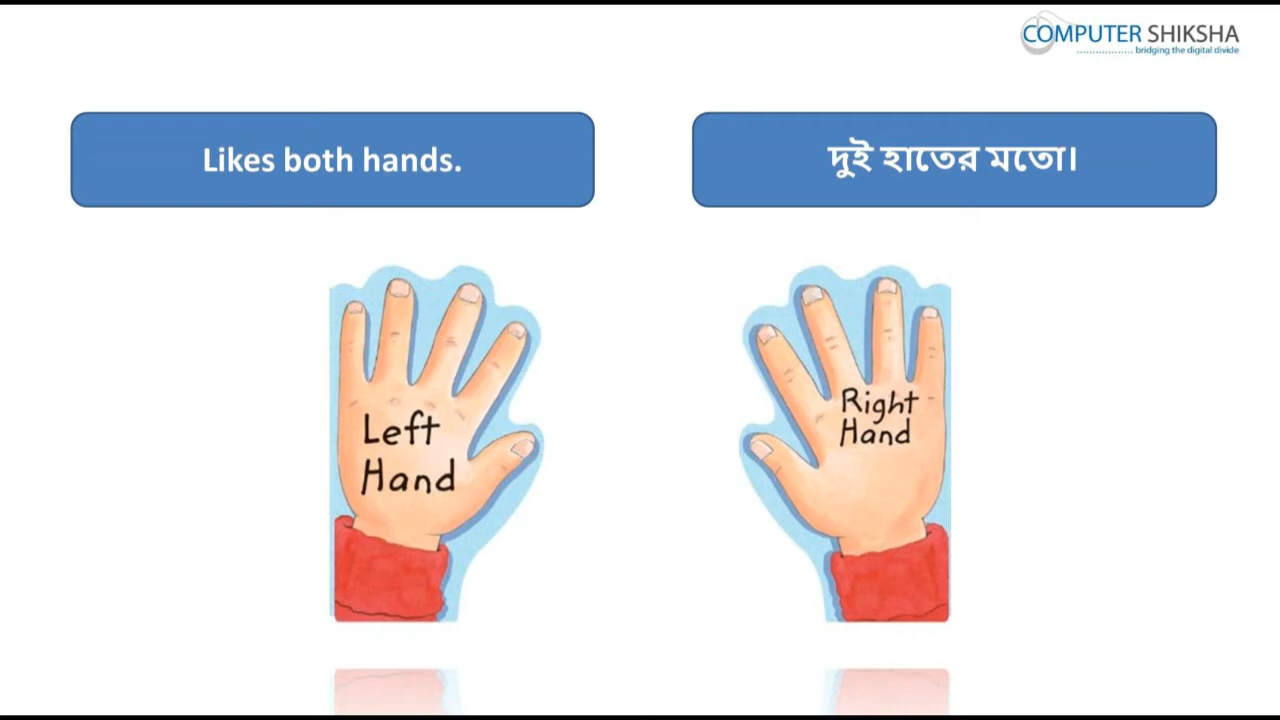 COMPUTER SHIKSHA
.................. bridging the digital divide
Likes both hands.
দুই হাতের মতো।
Left
Hand
Right
Hand